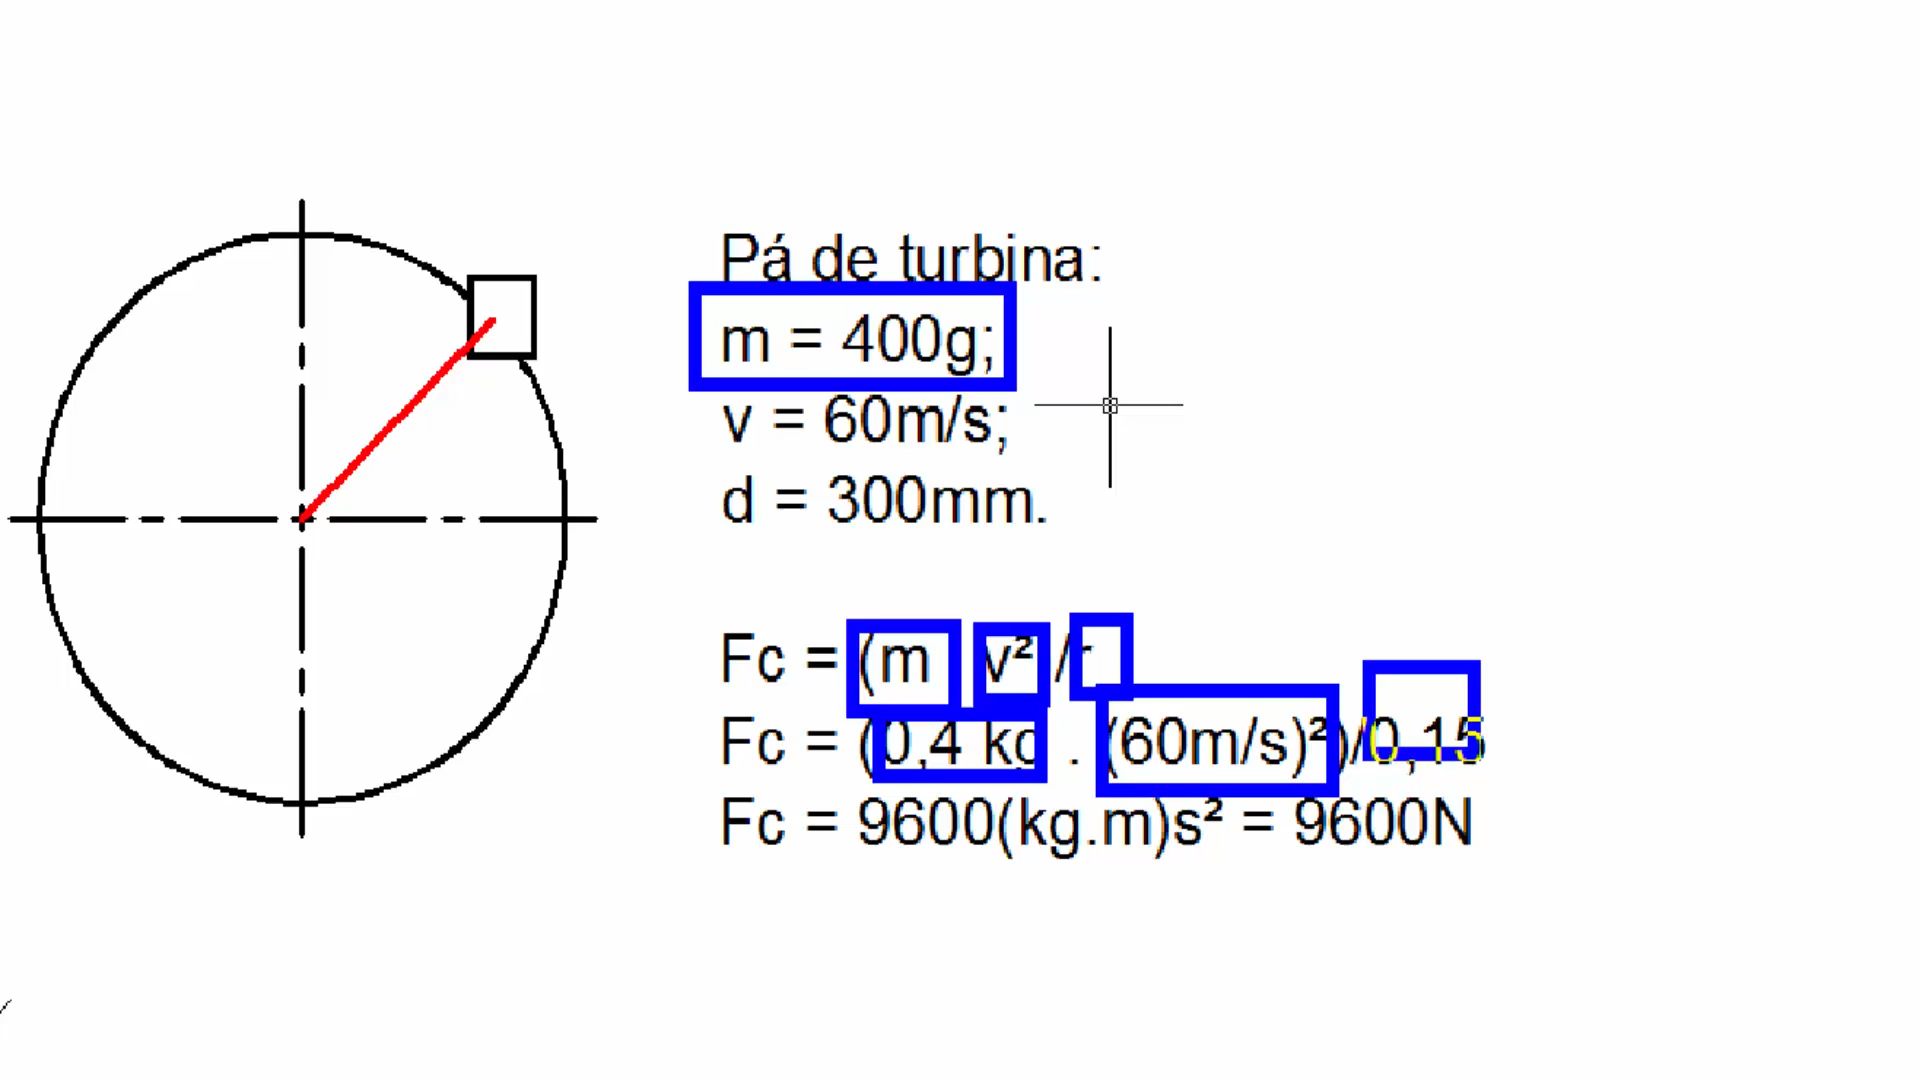 Pá de turbina:
m = 400g;
v = 60m/s;
d = 300mm.
Fc = (m v² /r
Fc = (0,4 kg . (60m/s)²)/0,15
Fc = 9600(kg.m)s² = 9600N